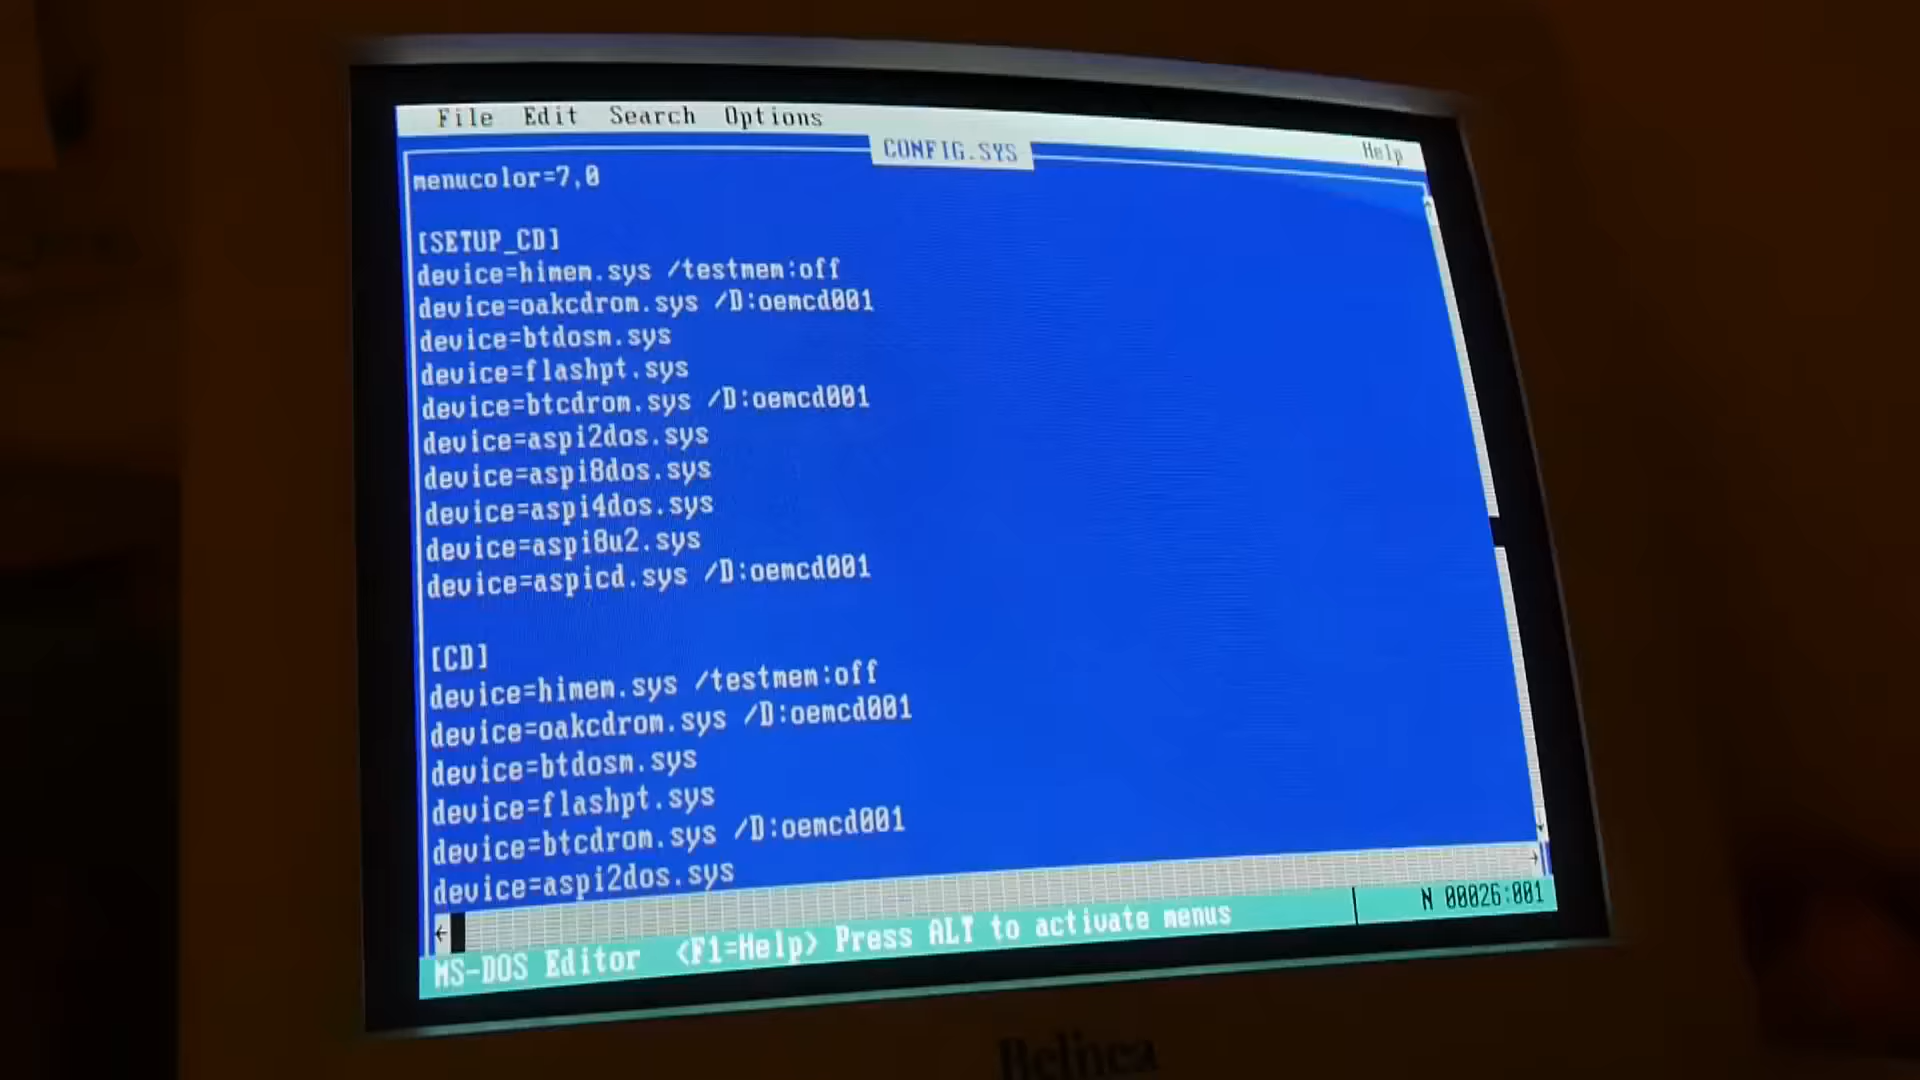 File Edit Search Options Help
CONFIG.SYS
menucolor=7,0
[SETUP_CD]
device=himem.sys /testmem:off
device=oakcdrom.sys /D:oemcd001
device=btdosm.sys
device=flashpt.sys
device=btcdrom.sys /D:oemcd001
device=aspi2dos.sys
device=aspi8dos.sys
device=aspi4dos.sys
device=aspi8u2.sys
device=aspicd.sys /D:oemcd001
[CD]
device=himem.sys /testmem:off
device=oakcdrom.sys /D:oemcd001
device=btdosm.sys
device=flashpt.sys
device=btcdrom.sys /D:oemcd001
device=aspi2dos.sys
MS-DOS Editor <F1=Help> Press ALT to activate menus N 00026:001
Belinea